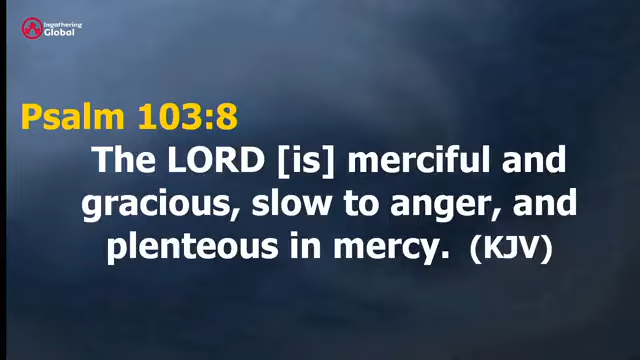 Ingathering
Global
Psalm 103:8
The LORD [is] merciful and
gracious, slow to anger, and
plenteous in mercy. (KJV)